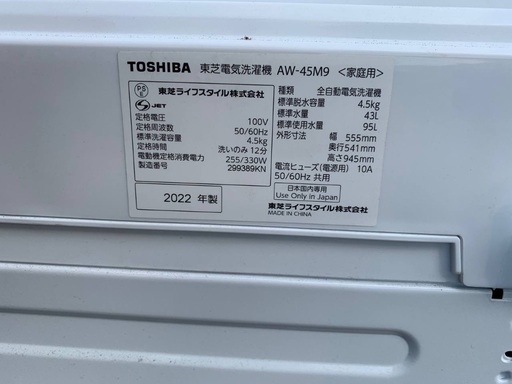 TOSHIBA 東芝電気洗濯機 AW-45M9 <家庭用>
PS
E
JET
東芝ライフスタイル株式会社
定格電圧 100V
定格周波数 50/60Hz
標準洗濯容量 4.5kg
定格時間 洗いのみ 12分
電動機定格消費電力 255/330W
製造番号 299389KN
2022 年製
種類 全自動電気洗濯機
標準脱水容量 4.5kg
標準水量 43L
標準使用水量 95L
外形寸法 幅 555mm
奥行541mm
高さ945mm
電流ヒューズ(電源用) 10A
50/60Hz 共用
日本国内専用
Use Only in Japan
東芝ライフスタイル株式会社
MADE IN CHINA